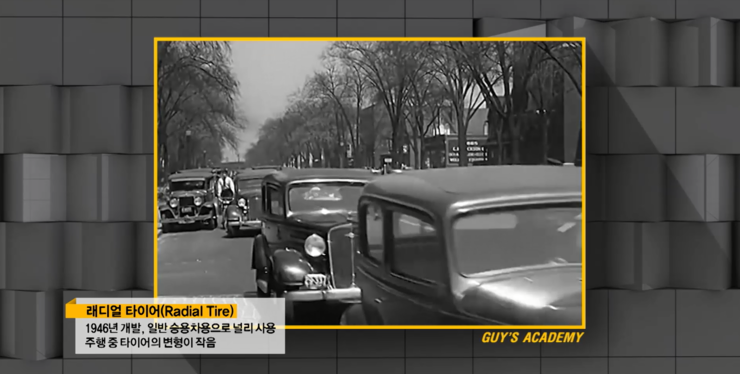 래디얼 타이어(Radial Tire)
1946년 개발, 일반 승용차용으로 널리 사용
주행 중 타이어의 변형이 작음
GUY'S ACADEMY